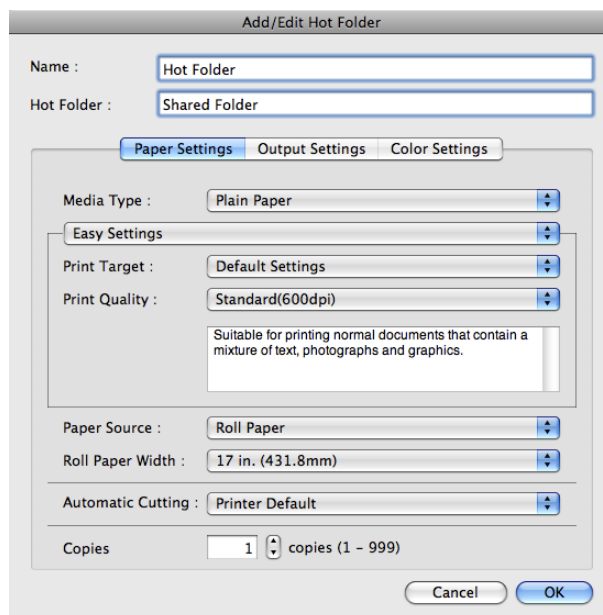 Add/Edit Hot Folder
Name : Hot Folder
Hot Folder : Shared Folder
Paper Settings Output Settings Color Settings
Media Type : Plain Paper
Easy Settings
Print Target : Default Settings
Print Quality : Standard(600dpi)
Suitable for printing normal documents that contain a
mixture of text, photographs and graphics.
Paper Source : Roll Paper
Roll Paper Width : 17 in. (431.8mm)
Automatic Cutting : Printer Default
Copies 1 copies (1 – 999)
Cancel OK